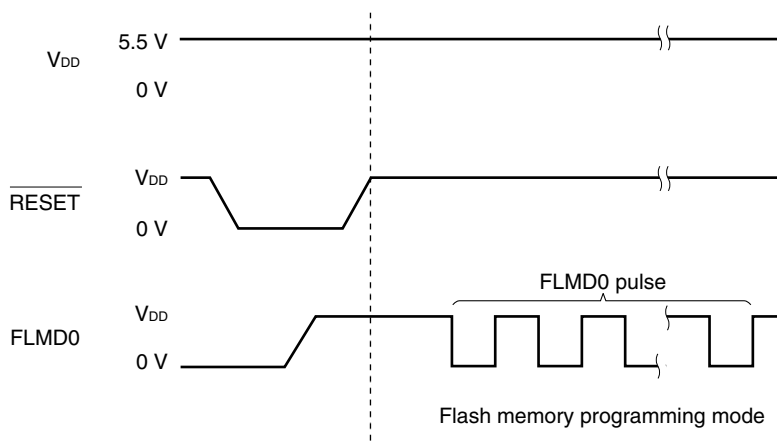 5.5 V
VDD
0 V
VDD
RESET
0 V
FLMD0 pulse
VDD
FLMD0
0 V
Flash memory programming mode